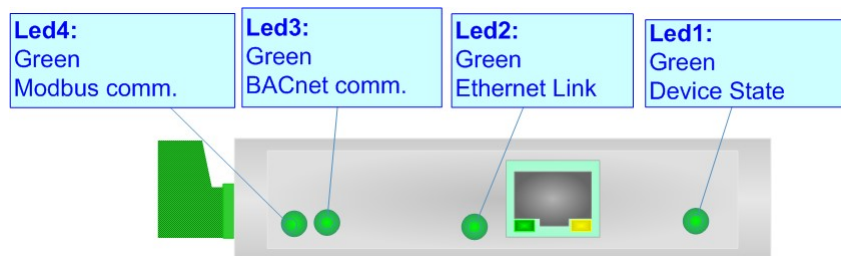 Led4:
Green
Modbus comm.
Led3:
Green
BACnet comm.
Led2:
Green
Ethernet Link
Led1:
Green
Device State